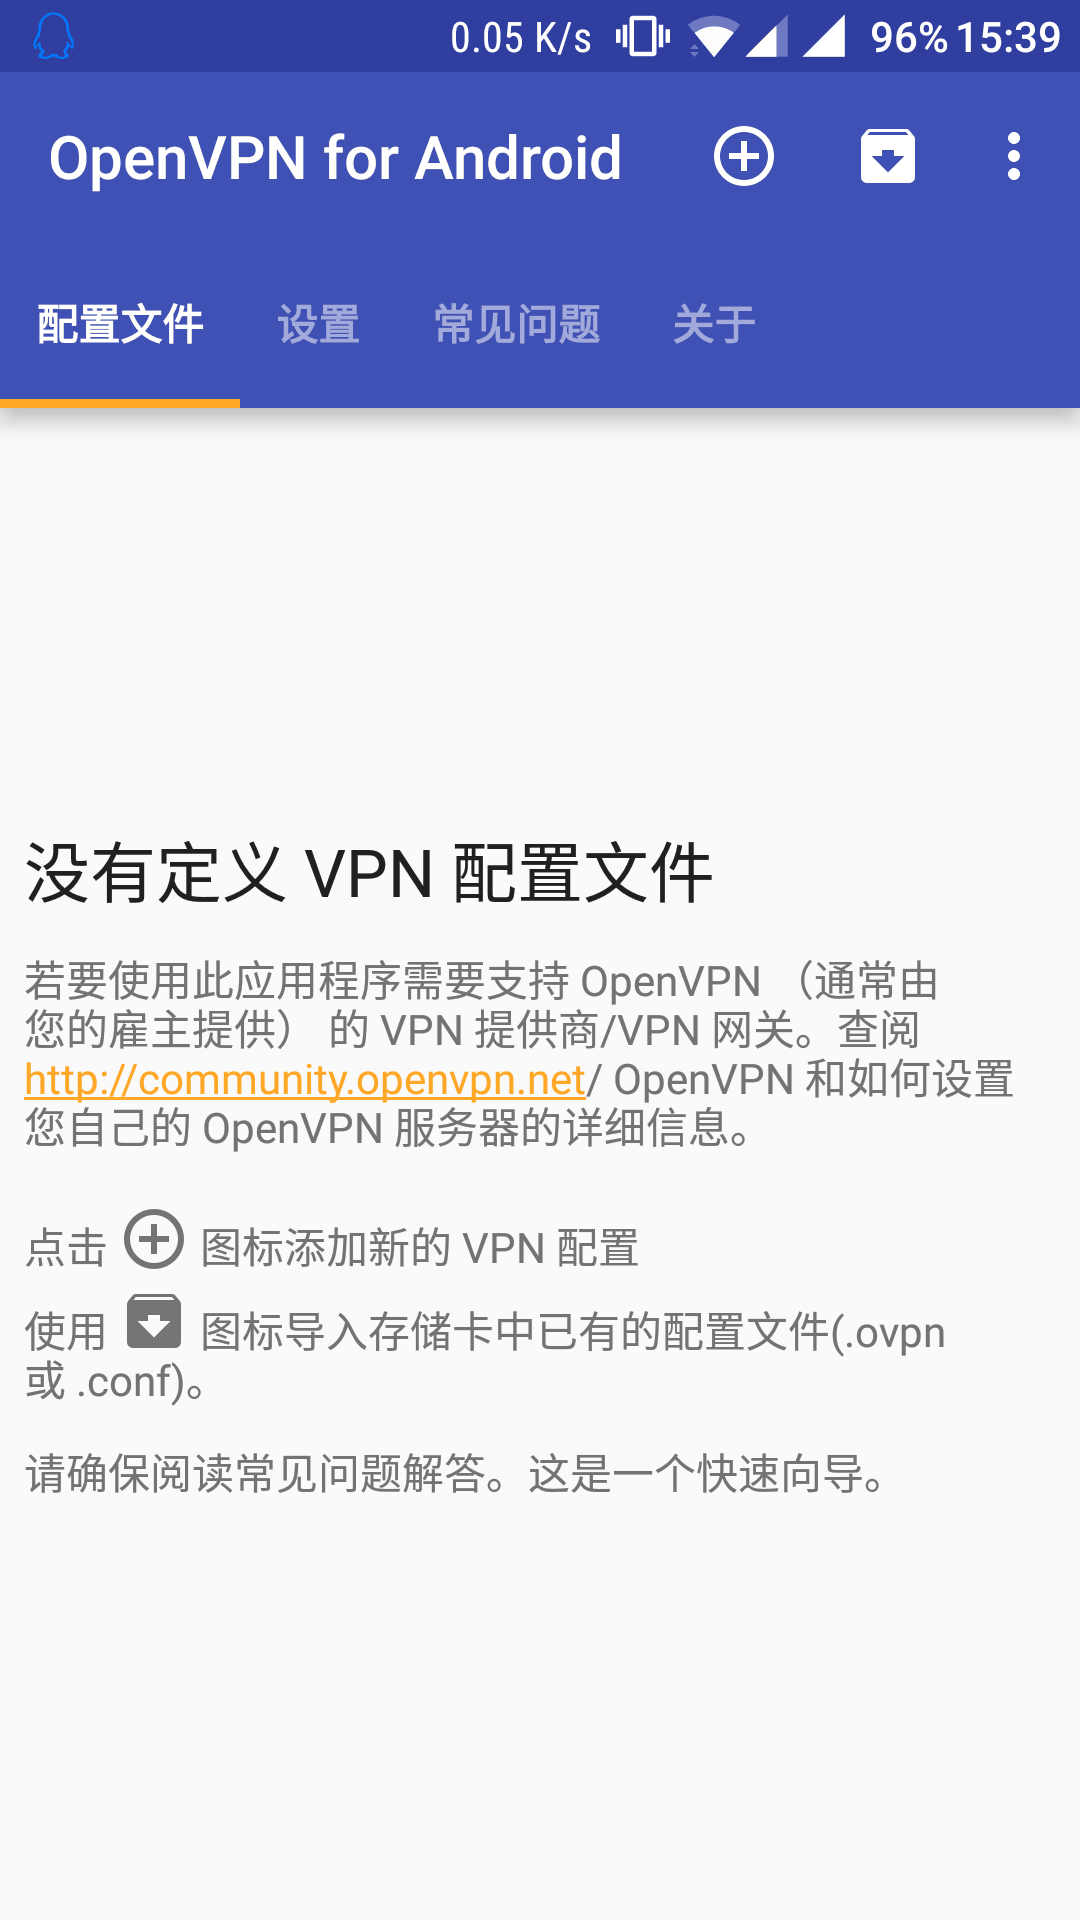 0.05 K/s 96% 15:39
OpenVPN for Android
配置文件 设置 常见问题 关于
没有定义 VPN 配置文件
若要使用此应用程序需要支持 OpenVPN （通常由
您的雇主提供） 的 VPN 提供商/VPN 网关。查阅
http://community.openvpn.net/ OpenVPN 和如何设置
您自己的 OpenVPN 服务器的详细信息。
点击 图标添加新的 VPN 配置
使用 图标导入存储卡中已有的配置文件(.ovpn
或 .conf)。
请确保阅读常见问题解答。这是一个快速向导。